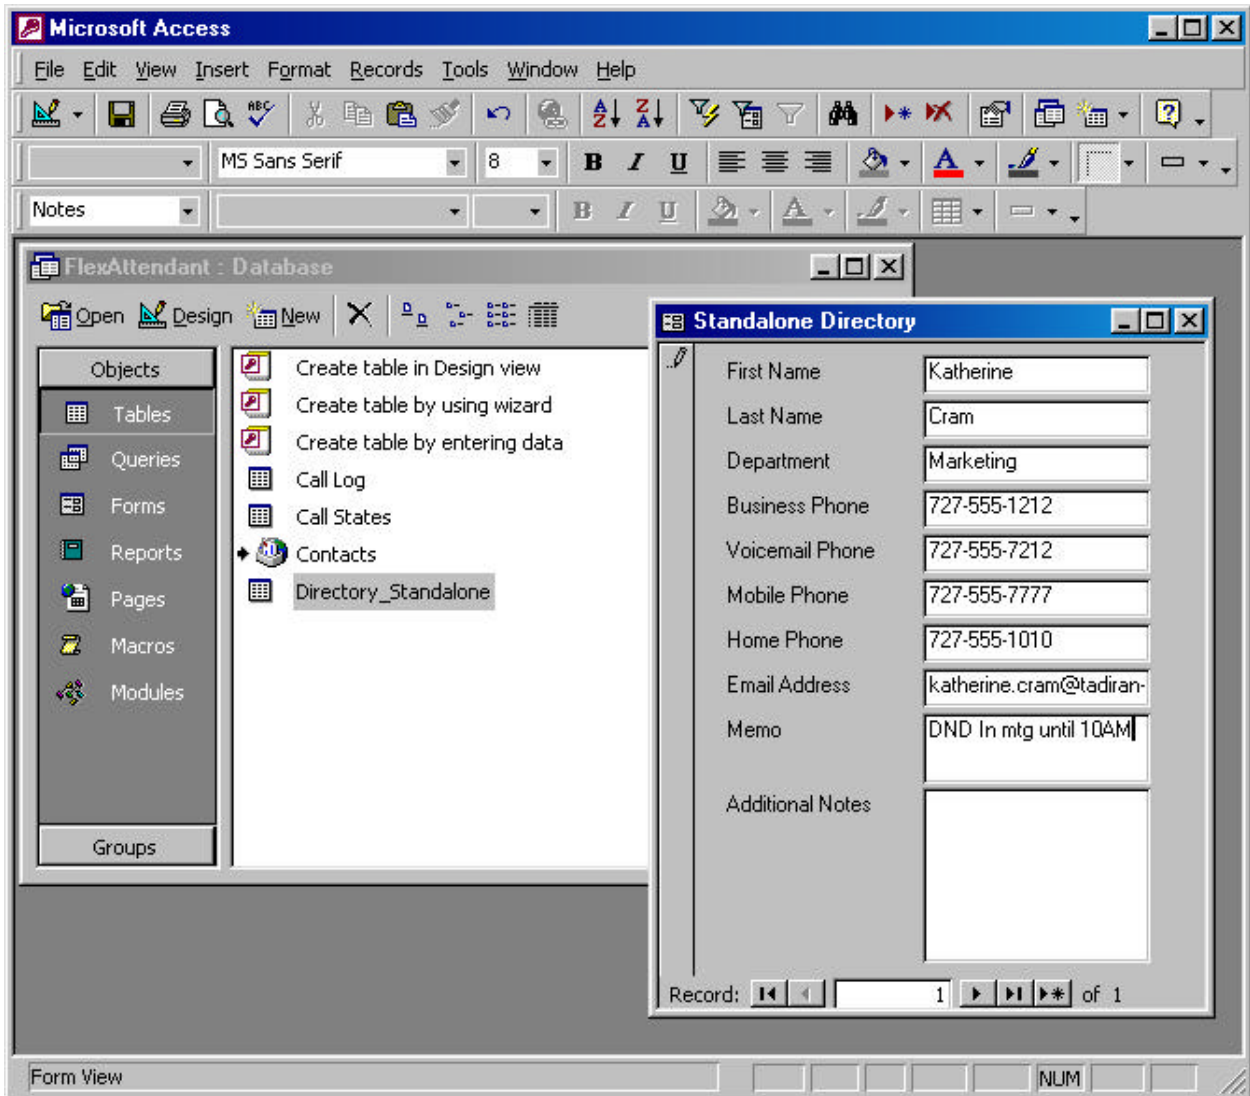 Microsoft Access
File Edit View Insert Format Records Tools Window Help
ABC A Z Z A
MS Sans Serif 8 B I U A
Notes B I U A
FlexAttendant : Database
Open Design New
Objects
Tables
Queries
Forms
Reports
Pages
Macros
Modules
Groups
Create table in Design view
Create table by using wizard
Create table by entering data
Call Log
Call States
Contacts
Directory_Standalone
Standalone Directory
First Name Katherine
Last Name Cram
Department Marketing
Business Phone 727-555-1212
Voicemail Phone 727-555-7212
Mobile Phone 727-555-7777
Home Phone 727-555-1010
Email Address katherine.cram@tadiran-
Memo DND In mtg until 10AM
Additional Notes
Record: 1 of 1
Form View NUM